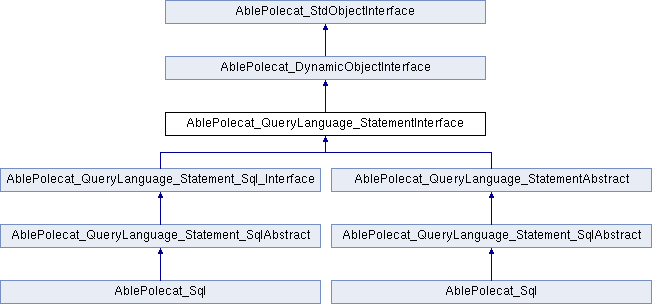 AblePolecat_StdObjectInterface
AblePolecat_DynamicObjectInterface
AblePolecat_QueryLanguage_StatementInterface
AblePolecat_QueryLanguage_Statement_Sql_Interface
AblePolecat_QueryLanguage_StatementAbstract
AblePolecat_QueryLanguage_Statement_SqlAbstract
AblePolecat_QueryLanguage_Statement_SqlAbstract
AblePolecat_Sql
AblePolecat_Sql